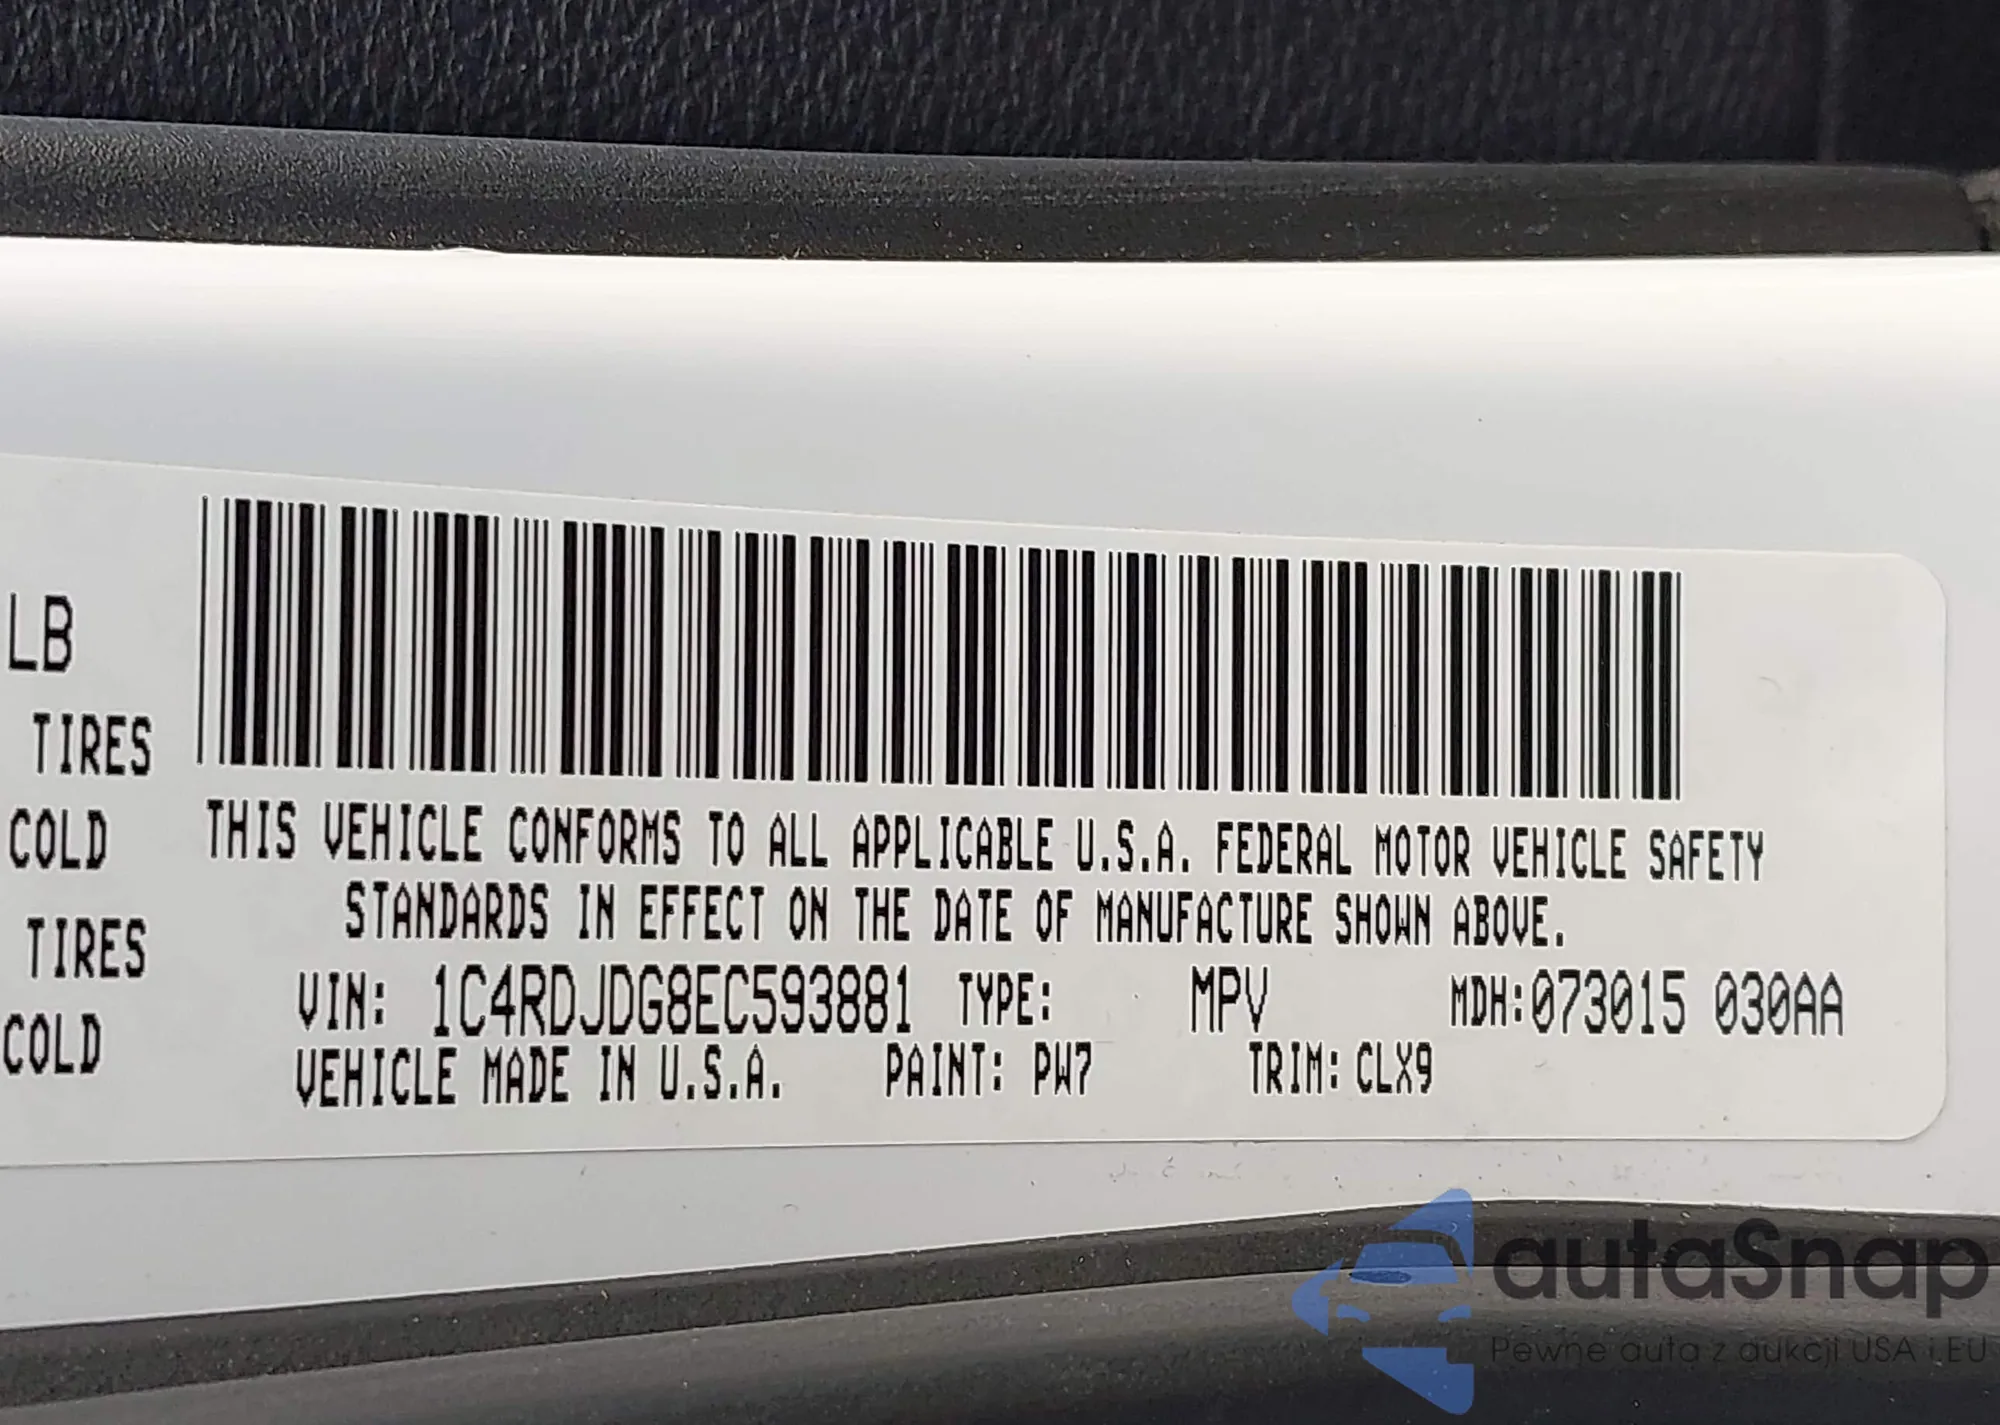 LB
TIRES
COLD
TIRES
COLD
THIS VEHICLE CONFORMS TO ALL APPLICABLE U.S.A. FEDERAL MOTOR VEHICLE SAFETY
STANDARDS IN EFFECT ON THE DATE OF MANUFACTURE SHOWN ABOVE.
VIN: 1C4RDJDG8EC593881 TYPE: MPV MDH:073015 030AA
VEHICLE MADE IN U.S.A. PAINT: PW7 TRIM: CLX9
autaSnap
Pewne auta z aukcji USA i EU